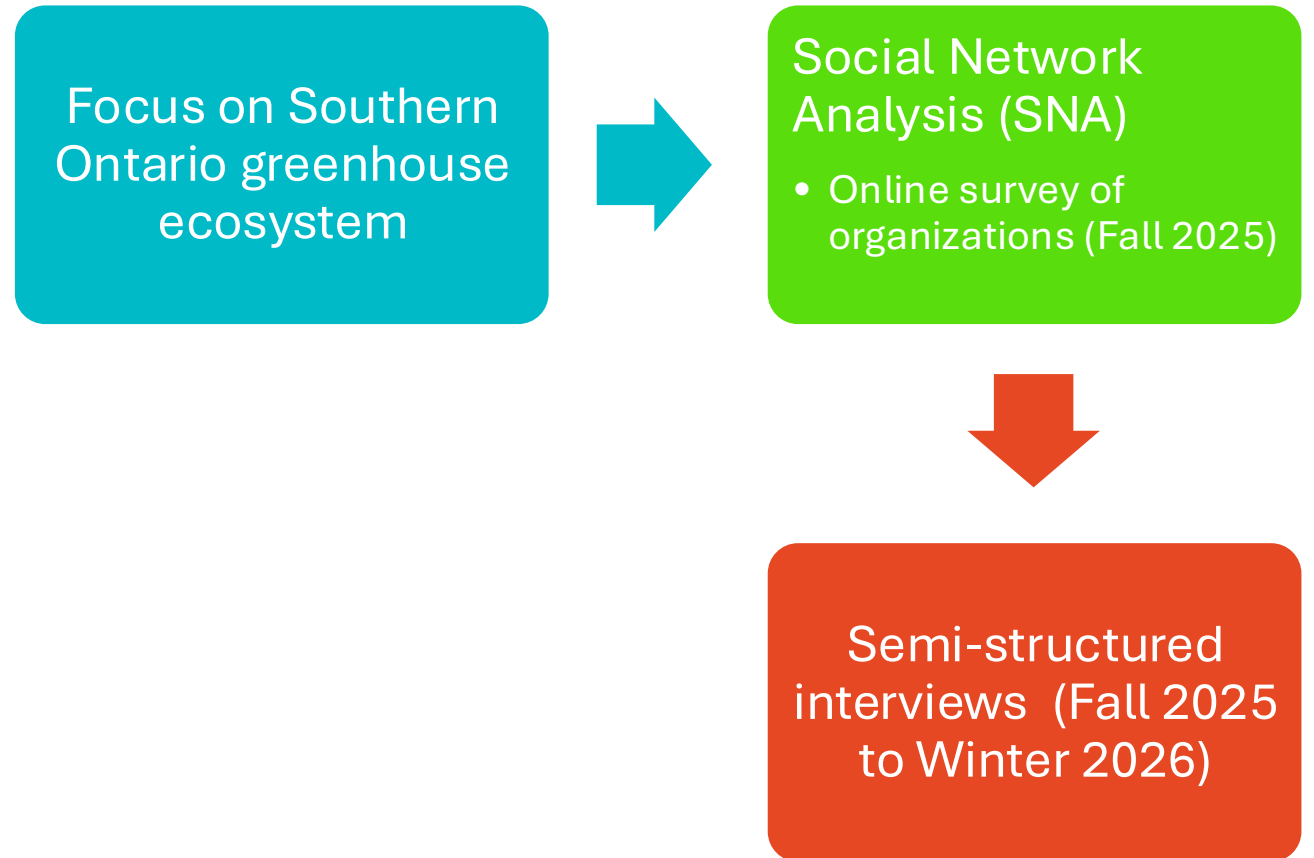 Focus on Southern
Ontario greenhouse
ecosystem
Social Network
Analysis (SNA)
• Online survey of
organizations (Fall 2025)
Semi-structured
interviews  (Fall 2025
to Winter 2026)